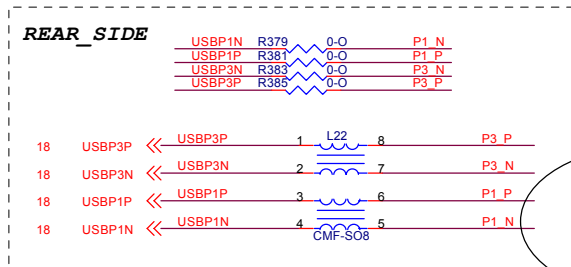 REAR_SIDE
USBP1N R379 0-O P1_N
USBP1P R381 0-O P1_P
USBP3N R383 0-O P3_N
USBP3P R385 0-O P3_P
L22
18 USBP3P USBP3P 1 8 P3_P
18 USBP3N USBP3N 2 7 P3_N
18 USBP1P USBP1P 3 6 P1_P
18 USBP1N USBP1N 4 5 P1_N
CMF-SO8